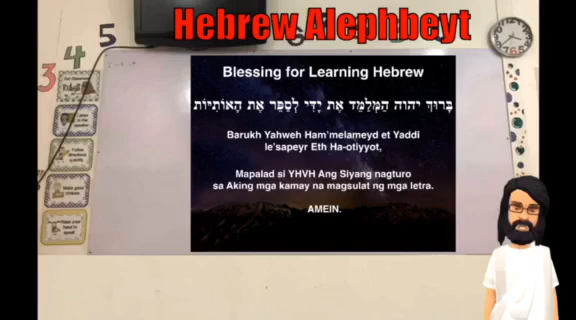 Hebrew Alephbeyt
3 4 5 6
Blessing for Learning Hebrew
בָּרוּךְ יהוה הַמְּלַמֵּד אֶת יָדַּי לְסַפֵּר אֶת הָאוֹתִיּוֹת
Barukh Yahweh Ham'melameyd et Yaddi
le'sapeyr Eth Ha-otiyyot,
Mapalad si YHVH Ang Siyang nagturo
sa Aking mga kamay na magsulat ng mga letra.
AMEIN.